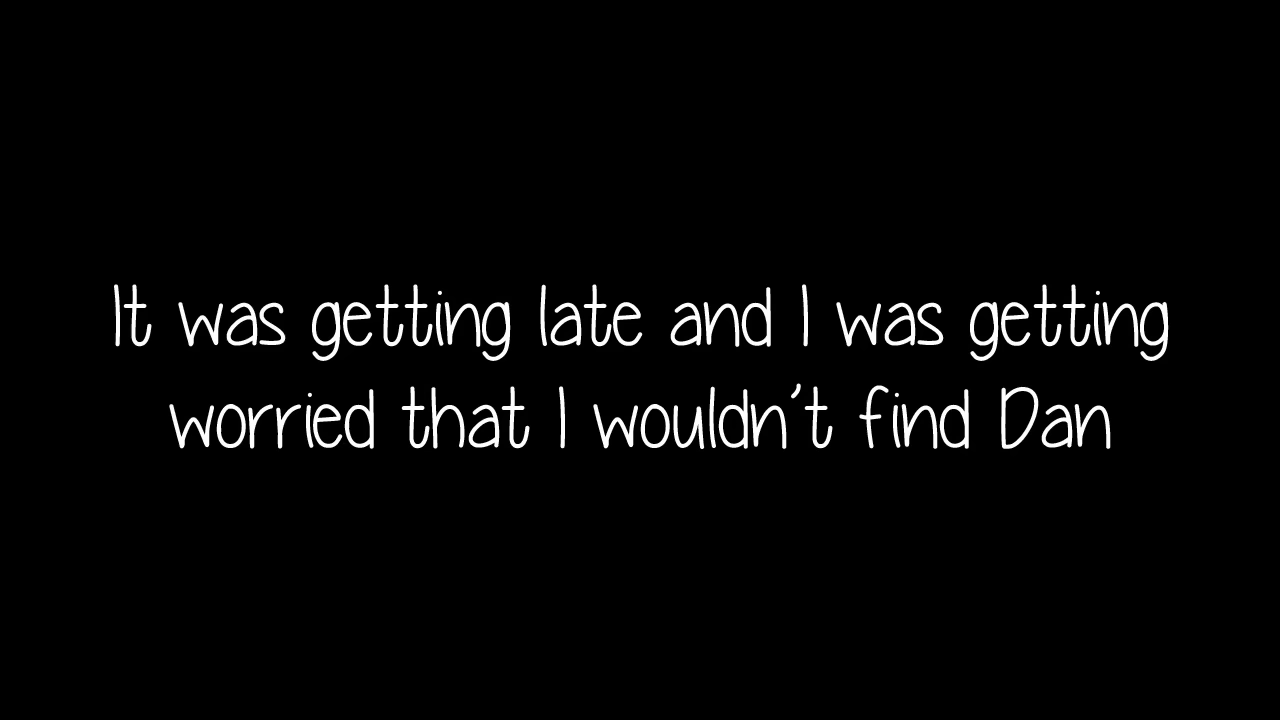 It was getting late and I was getting
worried that I wouldn't find Dan